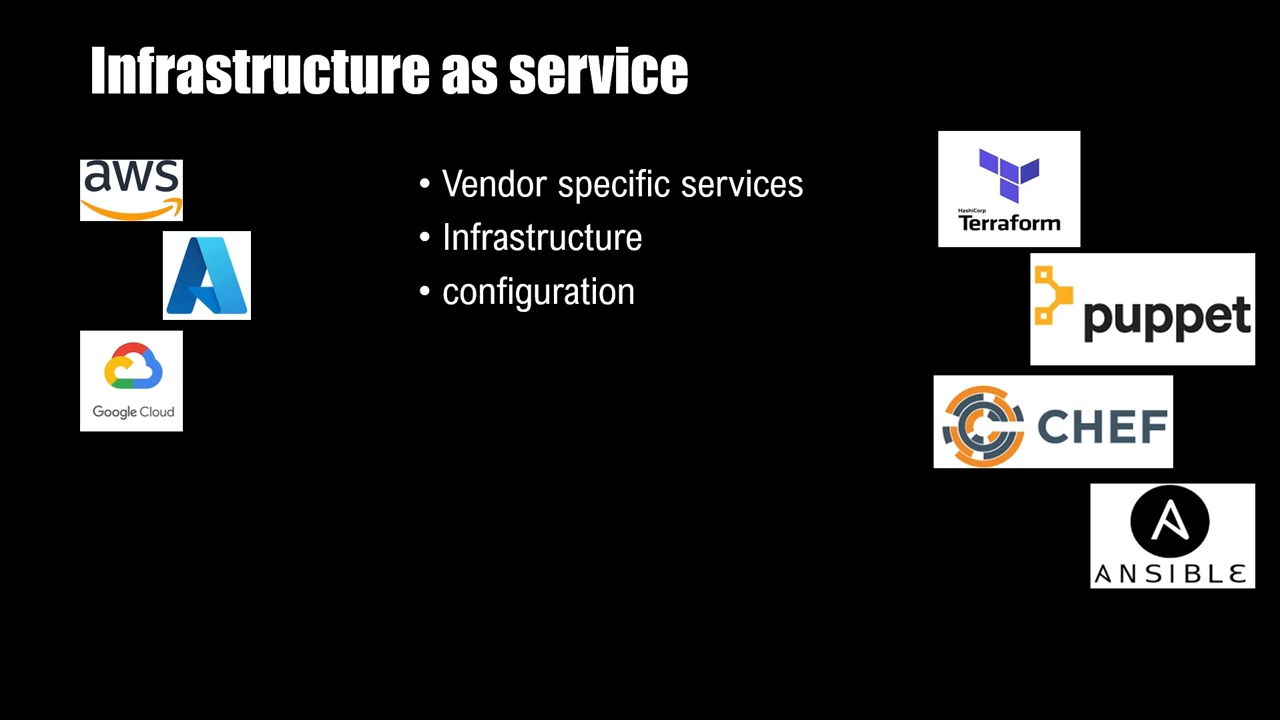 Infrastructure as service
aws
Google Cloud
• Vendor specific services
• Infrastructure
• configuration
HashiCorp
Terraform
puppet
CHEF
ANSIBLE